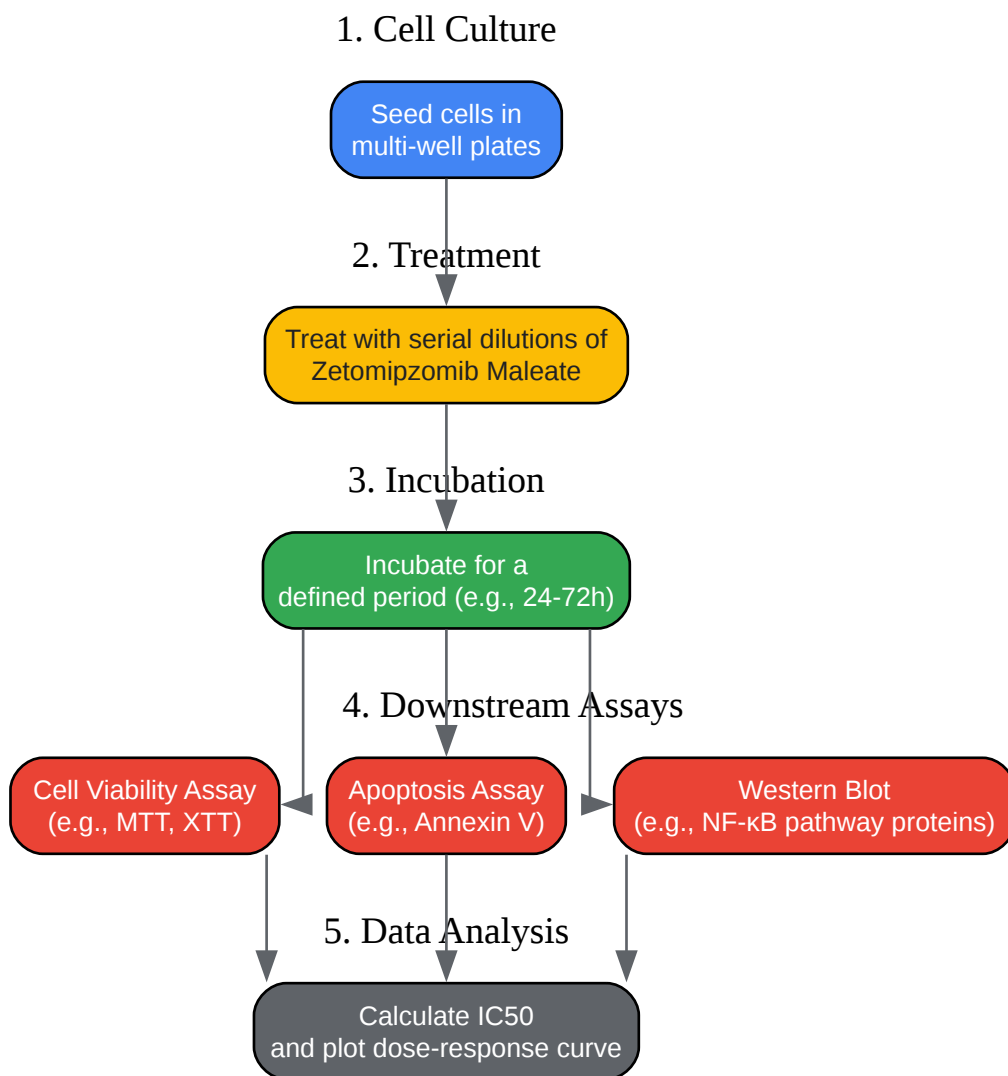 1. Cell Culture
Seed cells in
multi-well plates
2. Treatment
Treat with serial dilutions of
Zetomipzomib Maleate
3. Incubation
Incubate for a
defined period (e.g., 24-72h)
4. Downstream Assays
Cell Viability Assay
(e.g., MTT, XTT)
Apoptosis Assay
(e.g., Annexin V)
Western Blot
(e.g., NF-κB pathway proteins)
5. Data Analysis
Calculate IC50
and plot dose-response curve